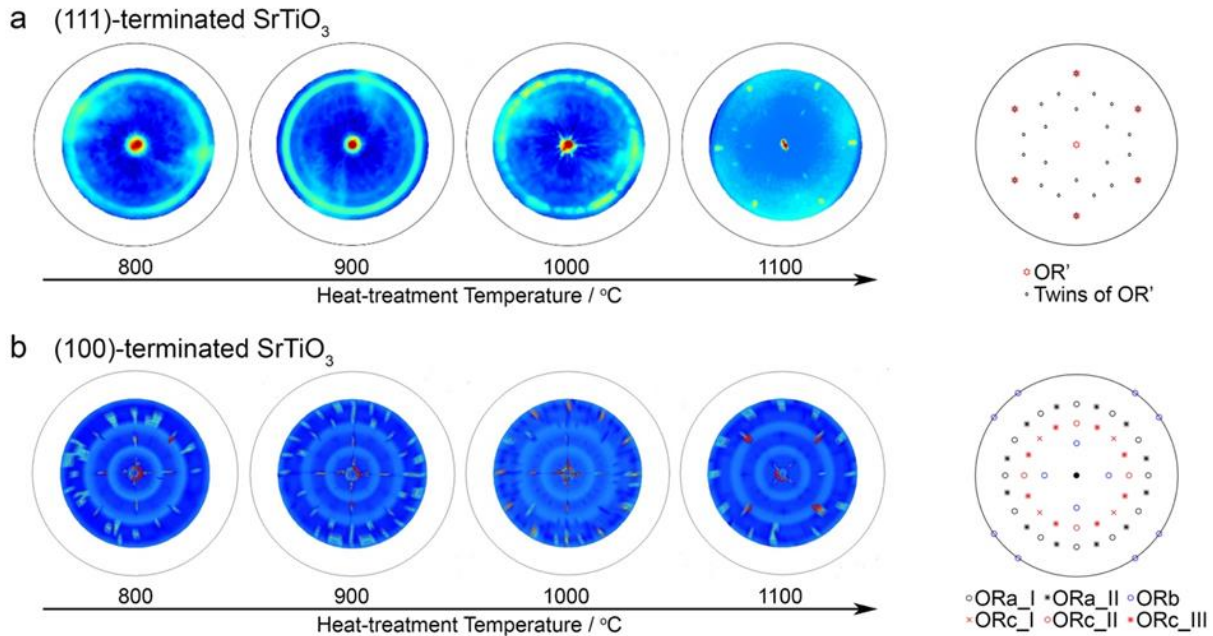 a (111)-terminated SrTiO₃
800 900 1000 1100
Heat-treatment Temperature / °C
OR'
Twins of OR'
b (100)-terminated SrTiO₃
800 900 1000 1100
Heat-treatment Temperature / °C
ORa_I ORa_II ORb
ORc_I ORc_II ORc_III